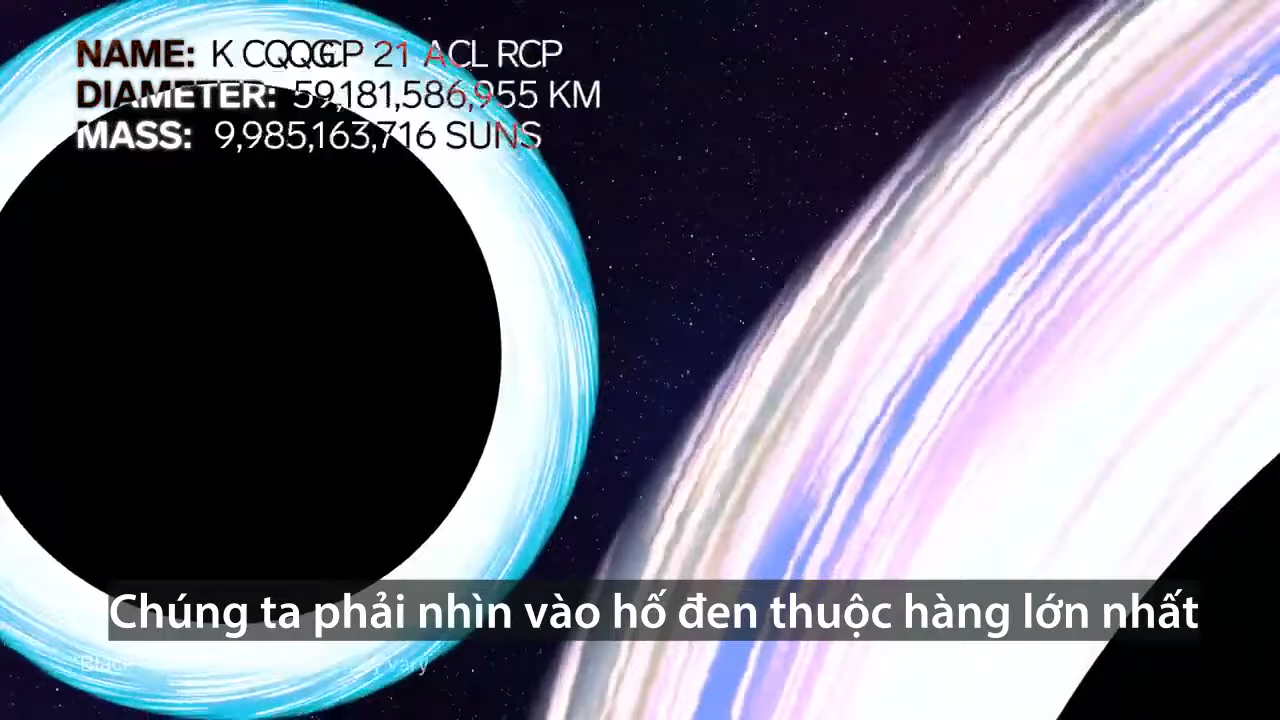 NAME: 21 ACL RCP
DIAMETER: 59,181,586,955 KM
MASS: 9,985,163,716 SUNS
Chúng ta phải nhìn vào hố đen thuộc hàng lớn nhất
vary